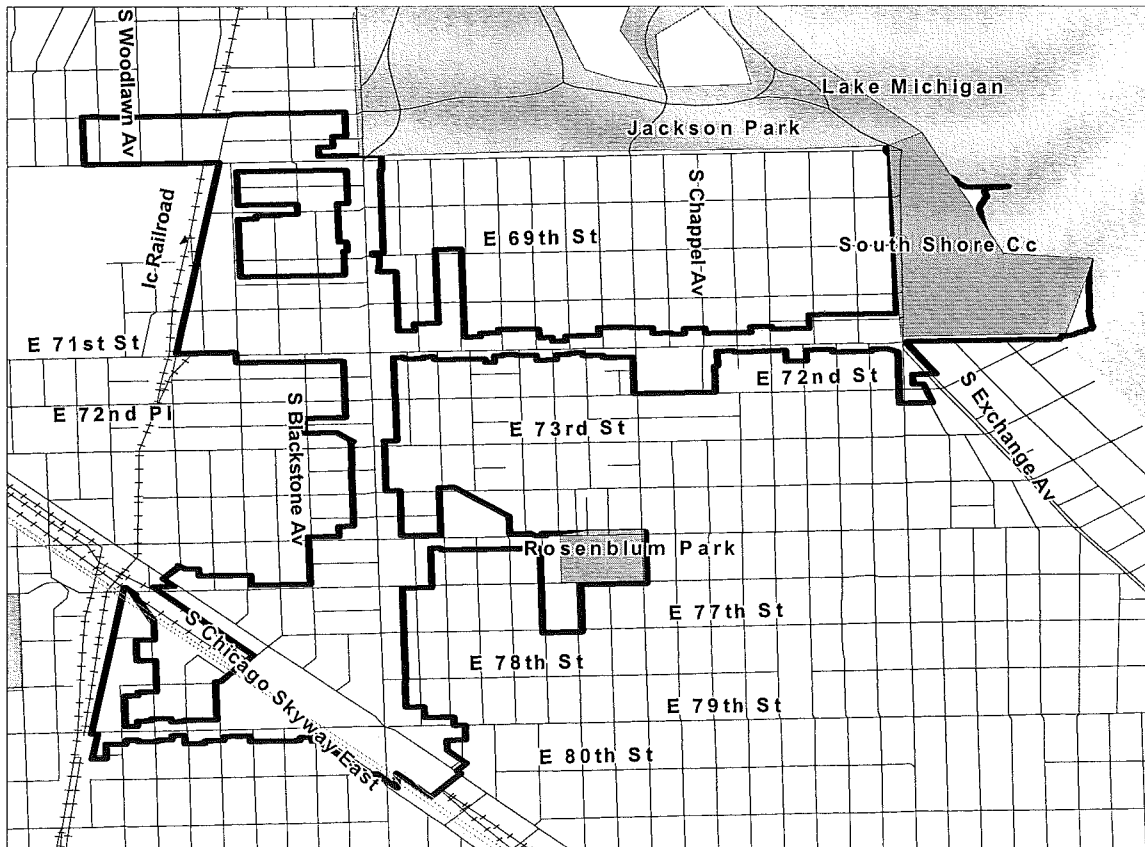 S Woodlawn Av
Lake Michigan
Jackson Park
Ic Railroad
S Chappel Av
E 69th St
South Shore Cc
E 71st St
E 72nd St
E 72nd Pl
S Blackstone Av
E 73rd St
S Exchange Av
Rosenblum Park
E 77th St
S Chicago Skyway East
E 78th St
E 79th St
E 80th St